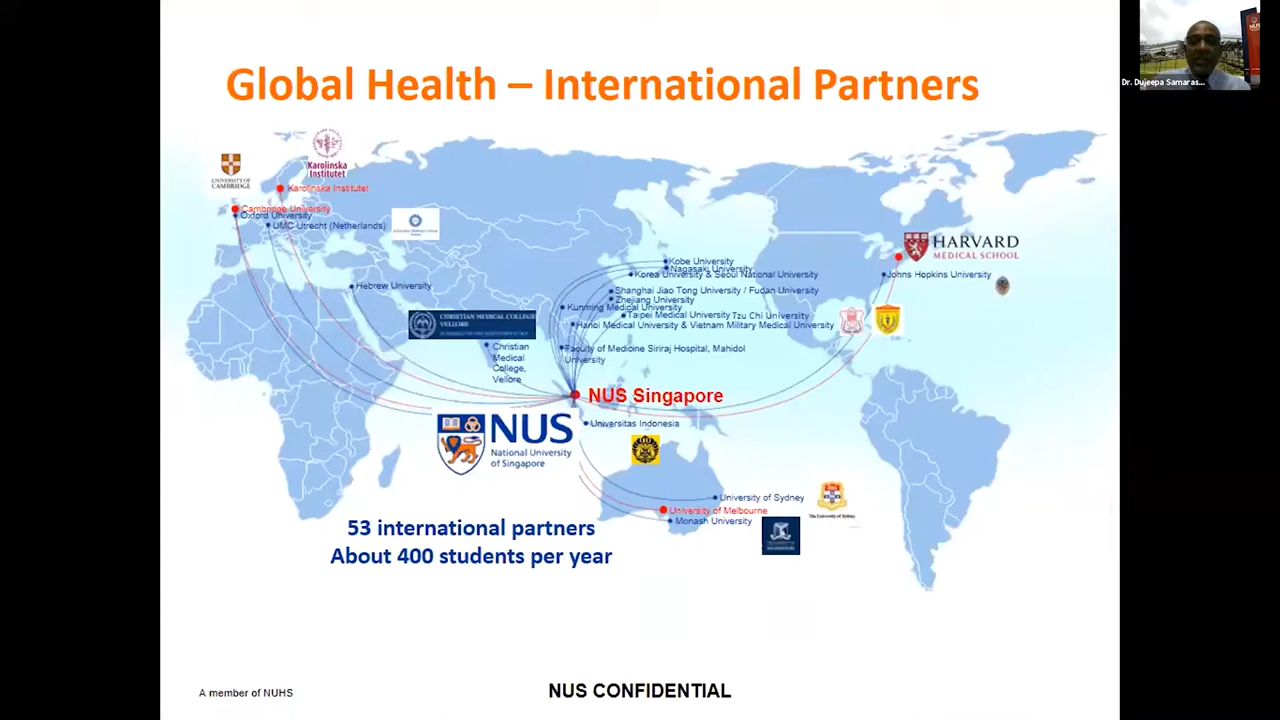 Dr. Dujeepa Samaras...
Global Health – International Partners
UNIVERSITY OF
CAMBRIDGE
Karolinska
Institutet
Karolinska Institutet
Cambridge University
Oxford University
UMC Utrecht (Netherlands)
HARVARD
MEDICAL SCHOOL
Johns Hopkins University
Hebrew University
Kobe University
Nagasaki University
Korea University & Seoul National University
Shanghai Jiao Tong University / Fudan University
Zhejiang University
Kunming Medical University
Taipei Medical University Tzu Chi University
Hanoi Medical University & Vietnam Military Medical University
CHRISTIAN MEDICAL COLLEGE
VELLORE
Christian
Medical
College,
Vellore
Faculty of Medicine Siriraj Hospital, Mahidol
University
NUS Singapore
NUS
National University
of Singapore
Universitas Indonesia
University of Sydney
The University of Sydney
University of Melbourne
Monash University
53 international partners
About 400 students per year
A member of NUHS
NUS CONFIDENTIAL